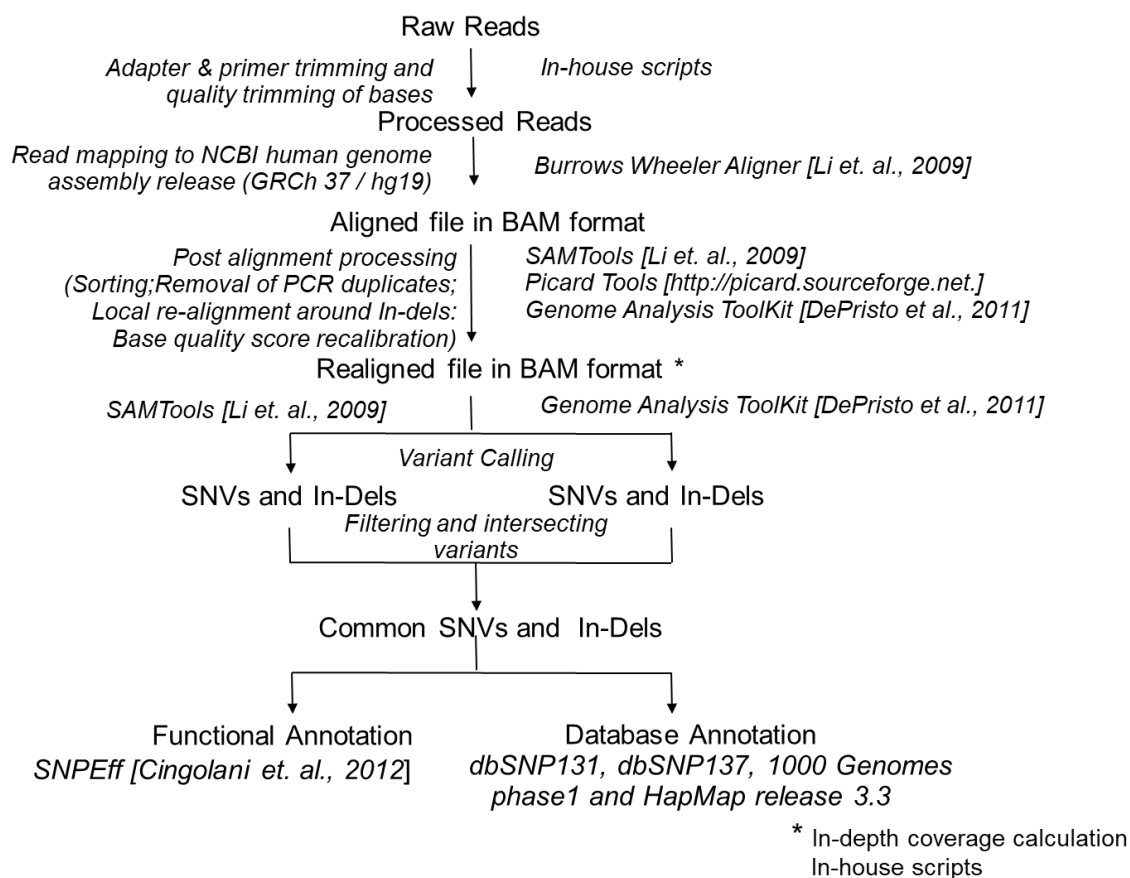 Raw Reads
Adapter & primer trimming and
quality trimming of bases
In-house scripts
Processed Reads
Read mapping to NCBI human genome
assembly release (GRCh 37 / hg19)
Burrows Wheeler Aligner [Li et. al., 2009]
Aligned file in BAM format
Post alignment processing
(Sorting;Removal of PCR duplicates;
Local re-alignment around In-dels:
Base quality score recalibration)
SAMTools [Li et. al., 2009]
Picard Tools [http://picard.sourceforge.net.]
Genome Analysis ToolKit [DePristo et al., 2011]
Realigned file in BAM format *
SAMTools [Li et. al., 2009]
Genome Analysis ToolKit [DePristo et al., 2011]
Variant Calling
SNVs and In-Dels
SNVs and In-Dels
Filtering and intersecting
variants
Common SNVs and In-Dels
Functional Annotation
SNPEff [Cingolani et. al., 2012]
Database Annotation
dbSNP131, dbSNP137, 1000 Genomes
phase1 and HapMap release 3.3
* In-depth coverage calculation
In-house scripts